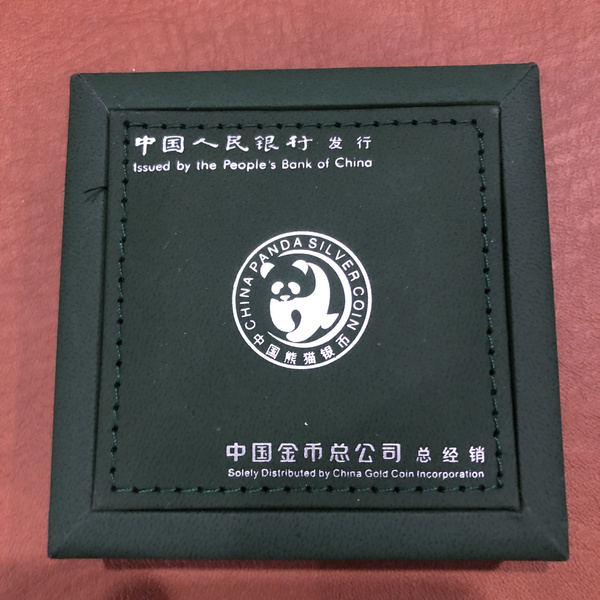 中国人民银行 发行
Issued by the People's Bank of China
CHINA PANDA SILVER COIN
中国熊猫银币
中国金币总公司 总经销
Solely Distributed by China Gold Coin Incorporation